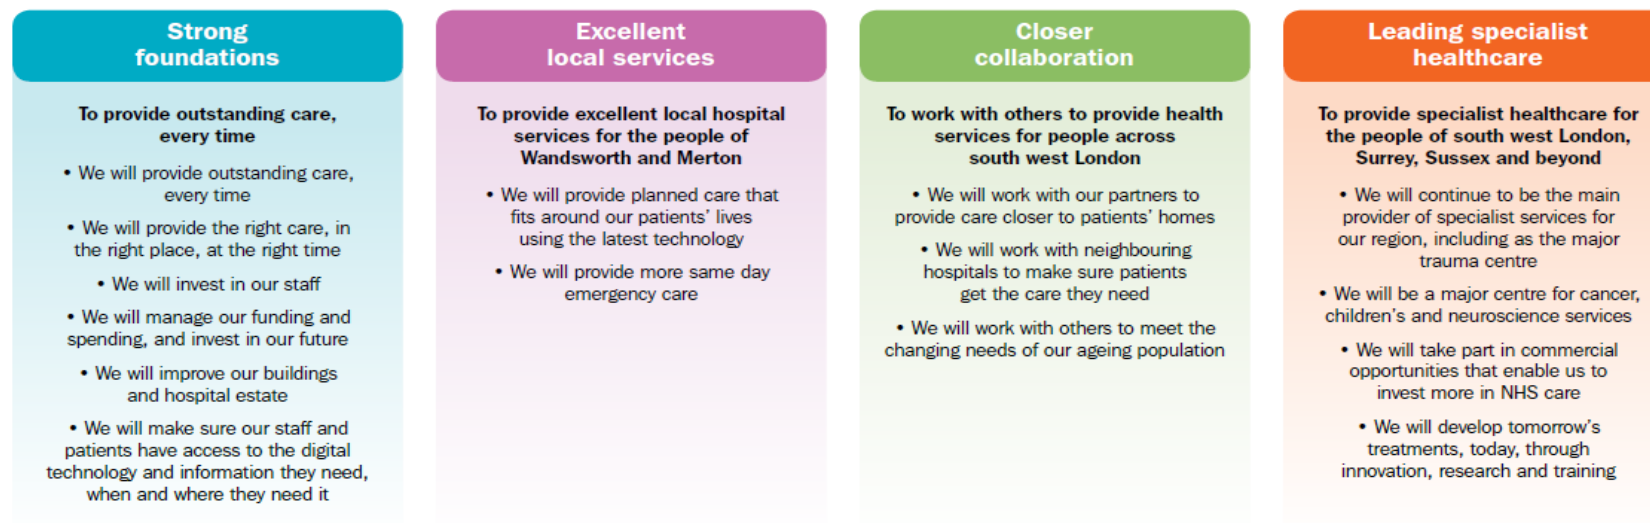 Strong
foundations
To provide outstanding care,
every time
• We will provide outstanding care,
every time
• We will provide the right care, in
the right place, at the right time
• We will invest in our staff
• We will manage our funding and
spending, and invest in our future
• We will improve our buildings
and hospital estate
• We will make sure our staff and
patients have access to the digital
technology and information they need,
when and where they need it
Excellent
local services
To provide excellent local hospital
services for the people of
Wandsworth and Merton
• We will provide planned care that
fits around our patients’ lives
using the latest technology
• We will provide more same day
emergency care
Closer
collaboration
To work with others to provide health
services for people across
south west London
• We will work with our partners to
provide care closer to patients’ homes
• We will work with neighbouring
hospitals to make sure patients
get the care they need
• We will work with others to meet the
changing needs of our ageing population
Leading specialist
healthcare
To provide specialist healthcare for
the people of south west London,
Surrey, Sussex and beyond
• We will continue to be the main
provider of specialist services for
our region, including as the major
trauma centre
• We will be a major centre for cancer,
children’s and neuroscience services
• We will take part in commercial
opportunities that enable us to
invest more in NHS care
• We will develop tomorrow’s
treatments, today, through
innovation, research and training